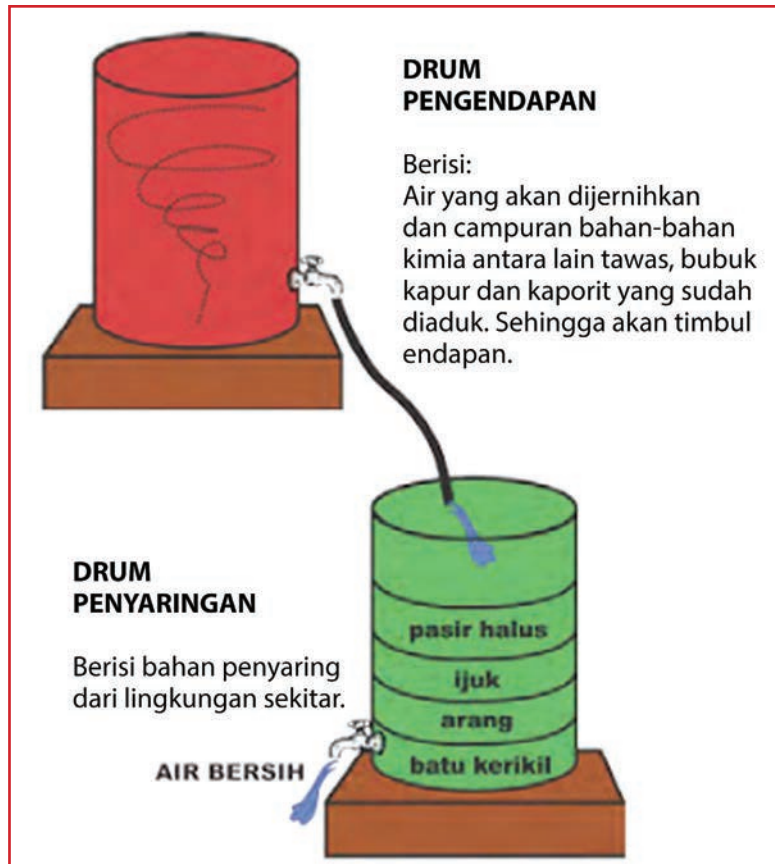 DRUM
PENGENDAPAN
Berisi:
Air yang akan dijernihkan
dan campuran bahan-bahan
kimia antara lain tawas, bubuk
kapur dan kaporit yang sudah
diaduk. Sehingga akan timbul
endapan.
DRUM
PENYARINGAN
Berisi bahan penyaring
dari lingkungan sekitar.
AIR BERSIH
pasir halus
ijuk
arang
batu kerikil